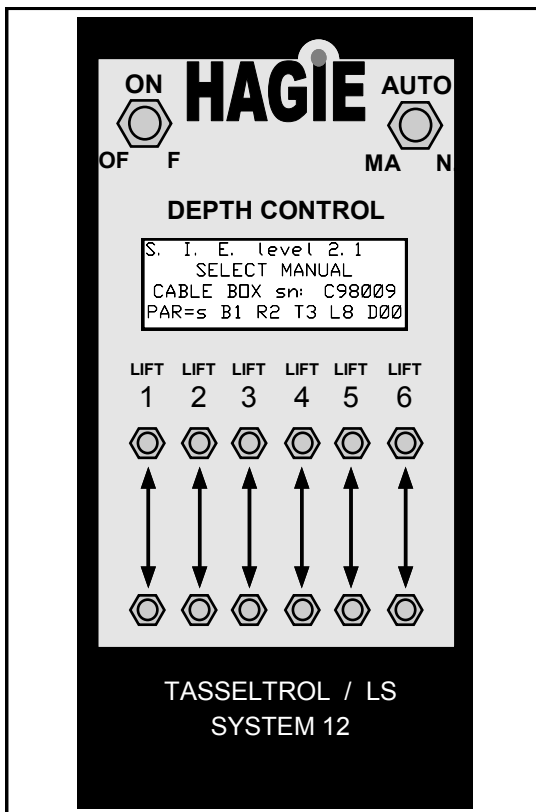 HAGiE
ON
AUTO
OF F
MA N
DEPTH CONTROL
S. I. E. level 2.1
SELECT MANUAL
CABLE BOX sn: C98009
PAR=s B1 R2 T3 L8 D00
LIFT LIFT LIFT LIFT LIFT LIFT
1 2 3 4 5 6
TASSELTROL / LS
SYSTEM 12